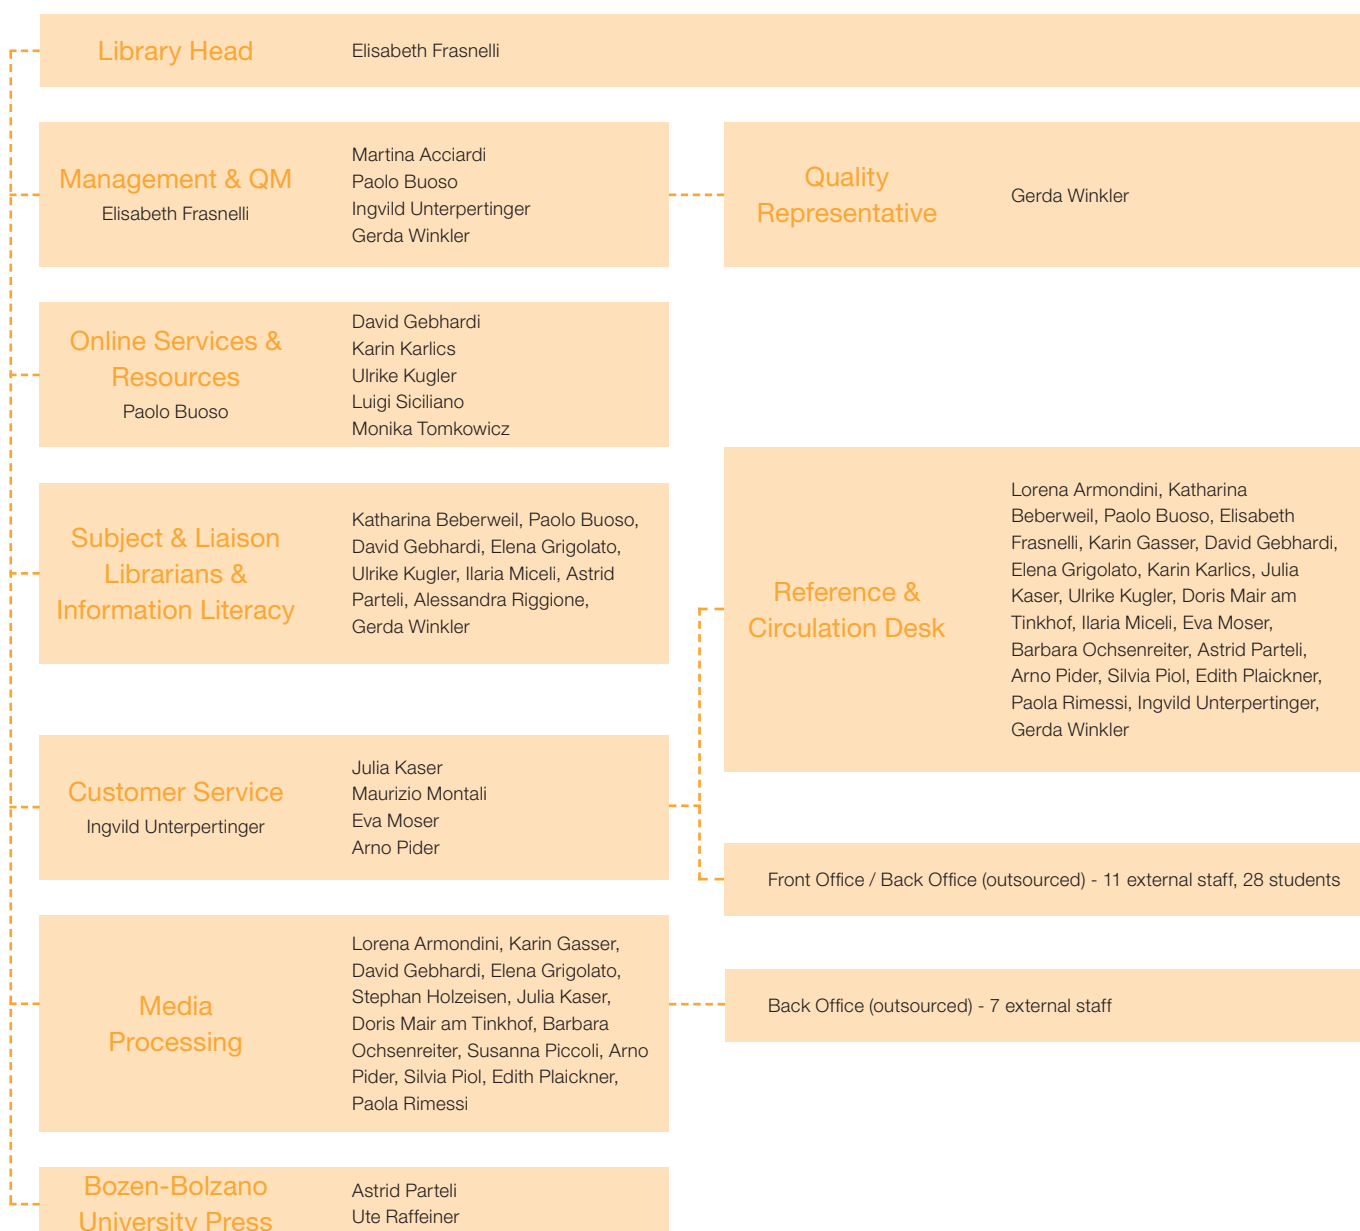 Library Head
Elisabeth Frasnelli
Management & QM
Elisabeth Frasnelli
Martina Acciardi
Paolo Buoso
Ingvild Unterpertinger
Gerda Winkler
Quality
Representative
Gerda Winkler
Online Services &
Resources
Paolo Buoso
David Gebhardi
Karin Karlics
Ulrike Kugler
Luigi Siciliano
Monika Tomkowicz
Subject & Liaison
Librarians &
Information Literacy
Katharina Beberweil, Paolo Buoso,
David Gebhardi, Elena Grigolato,
Ulrike Kugler, Ilaria Miceli, Astrid
Parteli, Alessandra Riggione,
Gerda Winkler
Reference &
Circulation Desk
Lorena Armondini, Katharina
Beberweil, Paolo Buoso, Elisabeth
Frasnelli, Karin Gasser, David Gebhardi,
Elena Grigolato, Karin Karlics, Julia
Kaser, Ulrike Kugler, Doris Mair am
Tinkhof, Ilaria Miceli, Eva Moser,
Barbara Ochsenreiter, Astrid Parteli,
Arno Pider, Silvia Piol, Edith Plaickner,
Paola Rimessi, Ingvild Unterpertinger,
Gerda Winkler
Customer Service
Ingvild Unterpertinger
Julia Kaser
Maurizio Montali
Eva Moser
Arno Pider
Front Office / Back Office (outsourced) - 11 external staff, 28 students
Media
Processing
Lorena Armondini, Karin Gasser,
David Gebhardi, Elena Grigolato,
Stephan Holzeisen, Julia Kaser,
Doris Mair am Tinkhof, Barbara
Ochsenreiter, Susanna Piccoli, Arno
Pider, Silvia Piol, Edith Plaickner,
Paola Rimessi
Back Office (outsourced) - 7 external staff
Bozen-Bolzano
University Press
Astrid Parteli
Ute Raffeiner